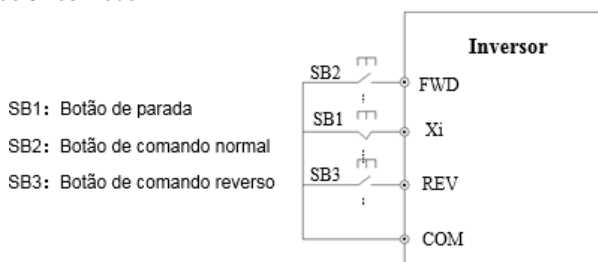 Inversor
SB2
FWD
SB1: Botão de parada
SB1
Xi
SB2: Botão de comando normal
SB3: Botão de comando reverso
SB3
REV
COM